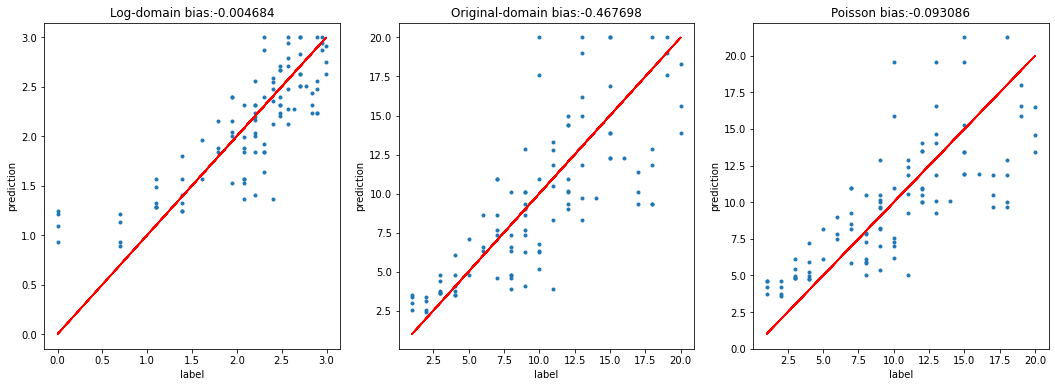 Log-domain bias:-0.004684
3.0
2.5
2.0
1.5
1.0
0.5
0.0
prediction
0.0 0.5 1.0 1.5 2.0 2.5 3.0
label
Original-domain bias:-0.467698
20.0
17.5
15.0
12.5
10.0
7.5
5.0
2.5
prediction
2.5 5.0 7.5 10.0 12.5 15.0 17.5 20.0
label
Poisson bias:-0.093086
20.0
17.5
15.0
12.5
10.0
7.5
5.0
2.5
0.0
prediction
2.5 5.0 7.5 10.0 12.5 15.0 17.5 20.0
label